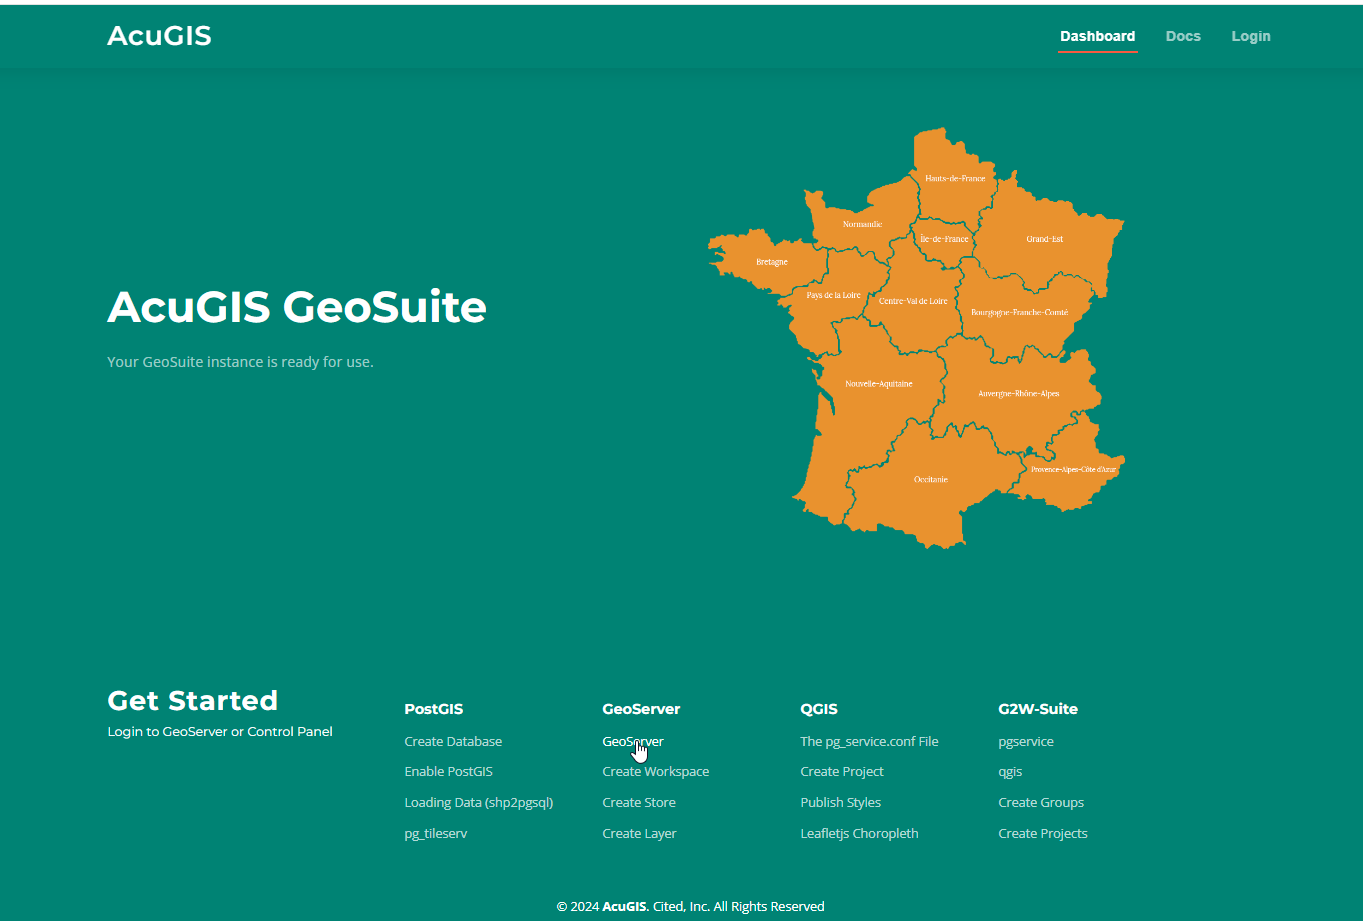 AcuGIS
Dashboard Docs Login
Hauts-de-France
Normandie
Île-de-France
Grand-Est
Bretagne
Pays de la Loire
Centre-Val de Loire
Bourgogne-Franche-Comté
AcuGIS GeoSuite
Your GeoSuite instance is ready for use.
Nouvelle-Aquitaine
Auvergne-Rhône-Alpes
Provence-Alpes-Côte d'Azur
Occitanie
Get Started
Login to GeoServer or Control Panel
PostGIS
Create Database
Enable PostGIS
Loading Data (shp2pgsql)
pg_tileserv
GeoServer
GeoServer
Create Workspace
Create Store
Create Layer
QGIS
The pg_service.conf File
Create Project
Publish Styles
Leafletjs Choropleth
G2W-Suite
pgservice
qgis
Create Groups
Create Projects
© 2024 AcuGIS. Cited, Inc. All Rights Reserved